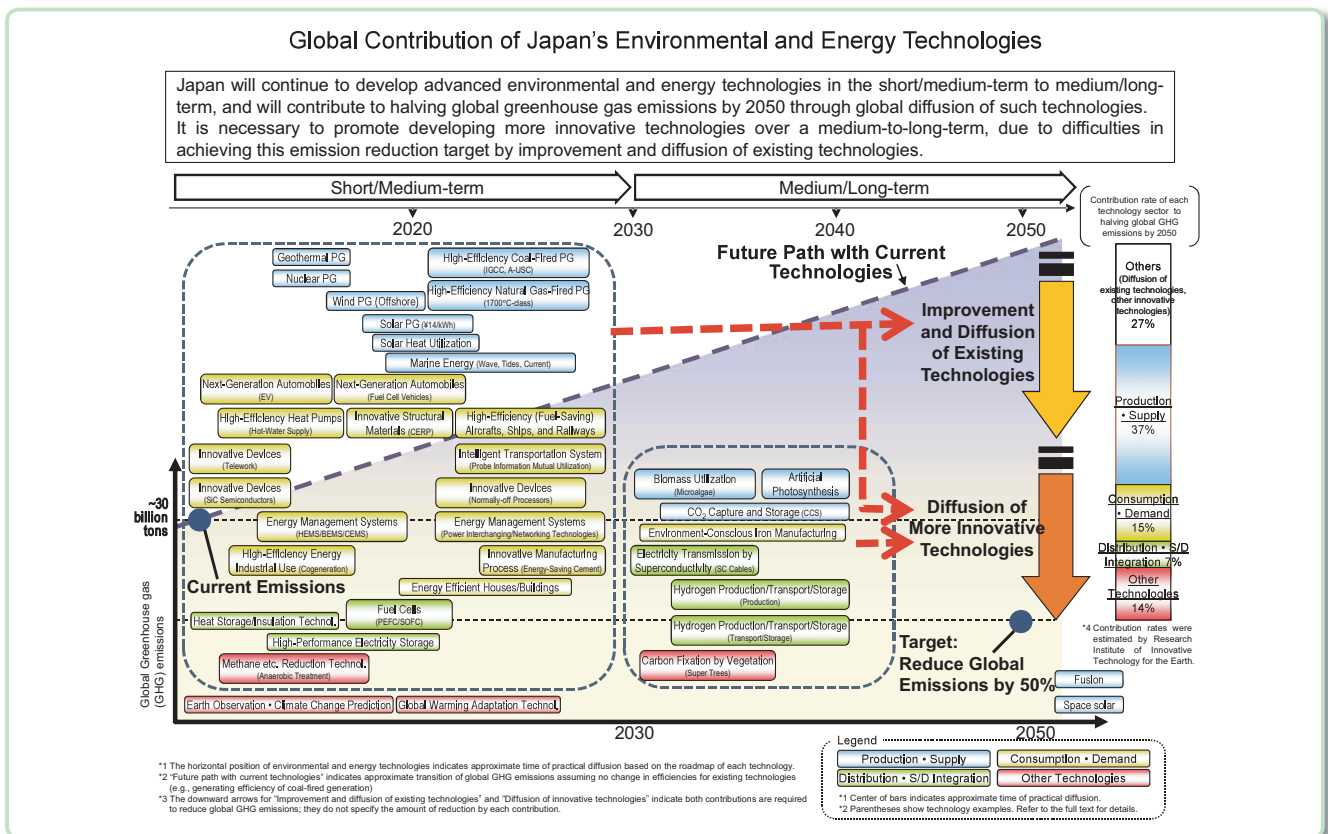 Global Contribution of Japan's Environmental and Energy Technologies
Japan will continue to develop advanced environmental and energy technologies in the short/medium-term to medium/long-
term, and will contribute to halving global greenhouse gas emissions by 2050 through global diffusion of such technologies.
It is necessary to promote developing more innovative technologies over a medium-to-long-term, due to difficulties in
achieving this emission reduction target by improvement and diffusion of existing technologies.
Short/Medium-term
Medium/Long-term
2020
2030
2040
2050
Contribution rate of each
technology sector to
halving global GHG
emissions by 2050
Geothermal PG
High-Efficiency Coal-Fired PG
(IGCC, A-USC)
Nuclear PG
Wind PG (Offshore)
High-Efficiency Natural Gas-Fired PG
(1700°C-class)
Solar PG (¥14/kWh)
Solar Heat Utilization
Marine Energy (Wave, Tides, Current)
Next-Generation Automobiles
(EV)
Next-Generation Automobiles
(Fuel Cell Vehicles)
High-Efficiency Heat Pumps
(Hot-Water Supply)
Innovative Structural
Materials (CERP)
High-Efficiency (Fuel-Saving)
Aircrafts, Ships, and Railways
Innovative Devices
(Telework)
Intelligent Transportation System
(Probe Information Mutual Utilization)
Innovative Devices
(SiC Semiconductors)
Innovative Devices
(Normally-off Processors)
Energy Management Systems
(HEMS/BEMS/CEMS)
Energy Management Systems
(Power Interchanging/Networking Technologies)
High-Efficiency Energy
Industrial Use (Cogeneration)
Innovative Manufacturing
Process (Energy-Saving Cement)
Energy Efficient Houses/Buildings
Fuel Cells
(PEFC/SOFC)
Heat Storage/Insulation Technol.
High-Performance Electricity Storage
Methane etc. Reduction Technol.
(Anaerobic Treatment)
Earth Observation • Climate Change Prediction
Global Warming Adaptation Technol.
~30
billion
tons
Current Emissions
Global Greenhouse gas
(GHG) emissions
Future Path with Current
Technologies
Improvement
and Diffusion
of Existing
Technologies
Biomass Utilization
(Microalgae)
Artificial
Photosynthesis
CO2 Capture and Storage (CCS)
Environment-Conscious Iron Manufacturing
Electricity Transmission by
Superconductivity (SC Cables)
Hydrogen Production/Transport/Storage
(Production)
Hydrogen Production/Transport/Storage
(Transport/Storage)
Carbon Fixation by Vegetation
(Super Trees)
Diffusion of
More Innovative
Technologies
Target:
Reduce Global
Emissions by 50%
Others
(Diffusion of
existing technologies,
other innovative
technologies)
27%
Production
• Supply
37%
Consumption
• Demand
15%
Distribution • S/D
Integration 7%
Other
Technologies
14%
*4 Contribution rates were
estimated by Research
Institute of Innovative
Technology for the Earth.
Fusion
Space solar
2030
2050
*1 The horizontal position of environmental and energy technologies indicates approximate time of practical diffusion based on the roadmap of each technology.
*2 "Future path with current technologies" indicates approximate transition of global GHG emissions assuming no change in efficiencies for existing technologies
(e.g., generating efficiency of coal-fired generation)
*3 The downward arrows for "Improvement and diffusion of existing technologies" and "Diffusion of innovative technologies" indicate both contributions are required
to reduce global GHG emissions; they do not specify the amount of reduction by each contribution.
Legend
Production • Supply
Consumption • Demand
Distribution • S/D Integration
Other Technologies
*1 Center of bars indicates approximate time of practical diffusion.
*2 Parentheses show technology examples. Refer to the full text for details.